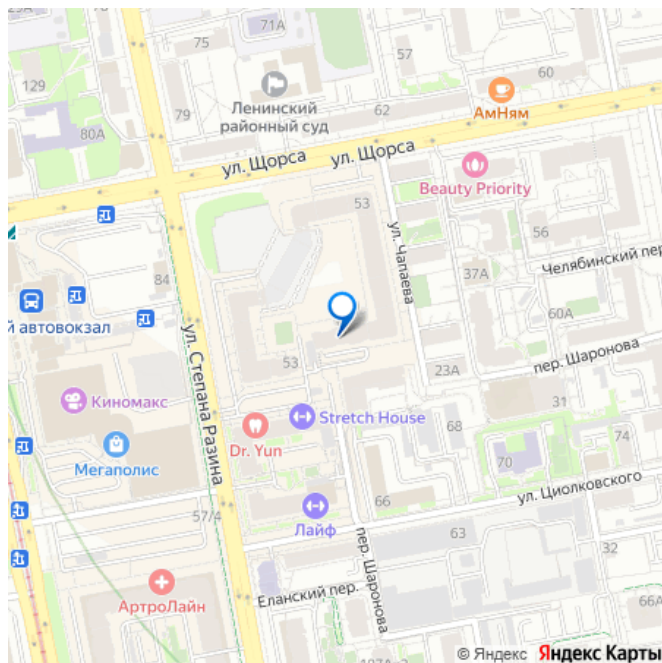 71А
75
57
129
60
79
Ленинский
районный суд
62
АмНям
80А
ул. Щорса
ул. Щорса
Beauty Priority
53
56
ул. Чапаева
Челябинский пер
37А
84
60А
й автовокзал
ул. Степана Разина
пер. Шаронова
53
23А
Киномакс
31
Stretch House
68
74
Dr. Yun
Мегаполис
70
66
ул. Циолковского
57/4
Лайф
63
пер. Шаронова
32
Еланский пер.
АртроЛайн
66А
© Яндекс Яндекс Карты